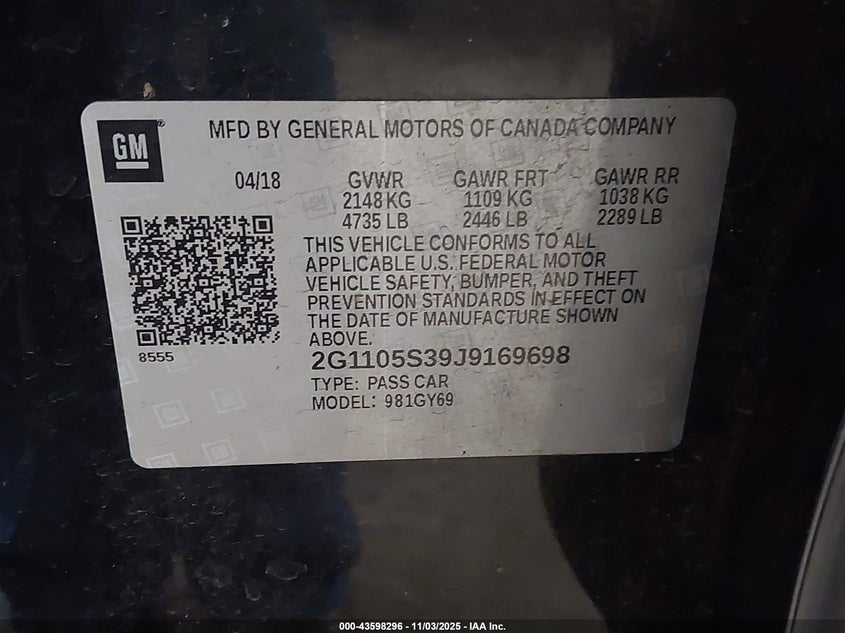 GM
MFD BY GENERAL MOTORS OF CANADA COMPANY
04/18 GVWR GAWR FRT GAWR RR
2148 KG 1109 KG 1038 KG
4735 LB 2446 LB 2289 LB
THIS VEHICLE CONFORMS TO ALL
APPLICABLE U.S. FEDERAL MOTOR
VEHICLE SAFETY, BUMPER, AND THEFT
PREVENTION STANDARDS IN EFFECT ON
THE DATE OF MANUFACTURE SHOWN
ABOVE.
8555
2G1105S39J9169698
TYPE: PASS CAR
MODEL: 981GY69
000-43598296 - 11/03/2025 - IAA Inc.